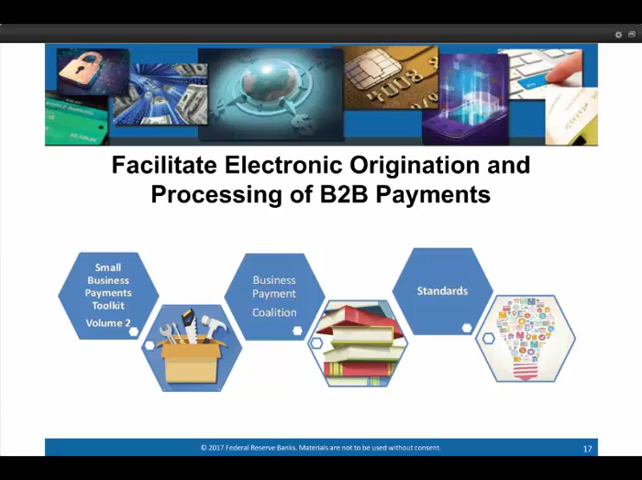 Facilitate Electronic Origination and
Processing of B2B Payments
Small
Business
Payments
Toolkit
Volume 2
Business
Payment
Coalition
Standards
© 2017 Federal Reserve Banks. Materials are not to be used without consent.
17